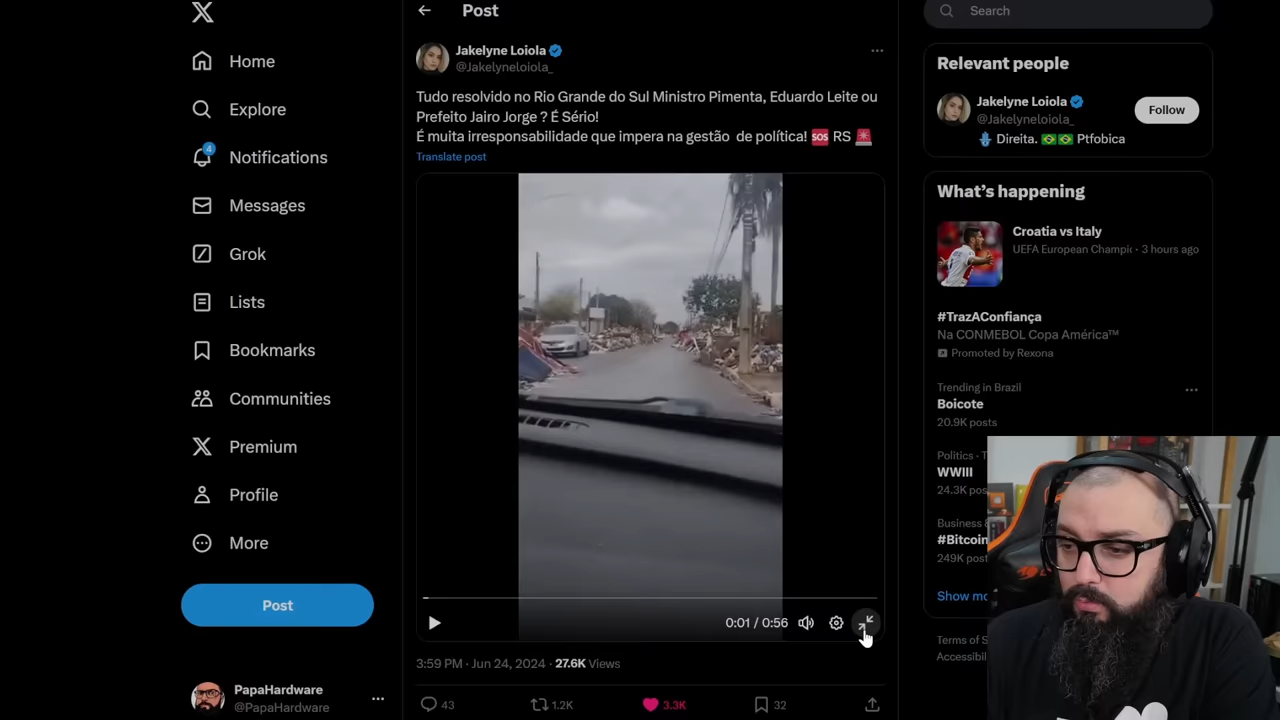 Home
Explore
4
Notifications
Messages
Grok
Lists
Bookmarks
Communities
Premium
Profile
More
Post
PapaHardware
@PapaHardware
Post
Jakelyne Loiola
@Jakelyneloiola_
Tudo resolvido no Rio Grande do Sul Ministro Pimenta, Eduardo Leite ou
Prefeito Jairo Jorge ? É Sério!
É muita irresponsabilidade que impera na gestão de política! SOS RS
Translate post
0:01 / 0:56
3:59 PM · Jun 24, 2024 · 27.6K Views
43
1.2K
3.3K
32
Search
Relevant people
Jakelyne Loiola
@Jakelyneloiola_
Follow
Direita. Ptfobica
What's happening
Croatia vs Italy
UEFA European Champic · 3 hours ago
#TrazAConfiança
Na CONMEBOL Copa América™
Promoted by Rexona
Trending in Brazil
Boicote
20.9K posts
Politics · T
WWIII
24.3K pos
Business &
#Bitcoin
249K post
Show mo
Terms of S
Accessibil